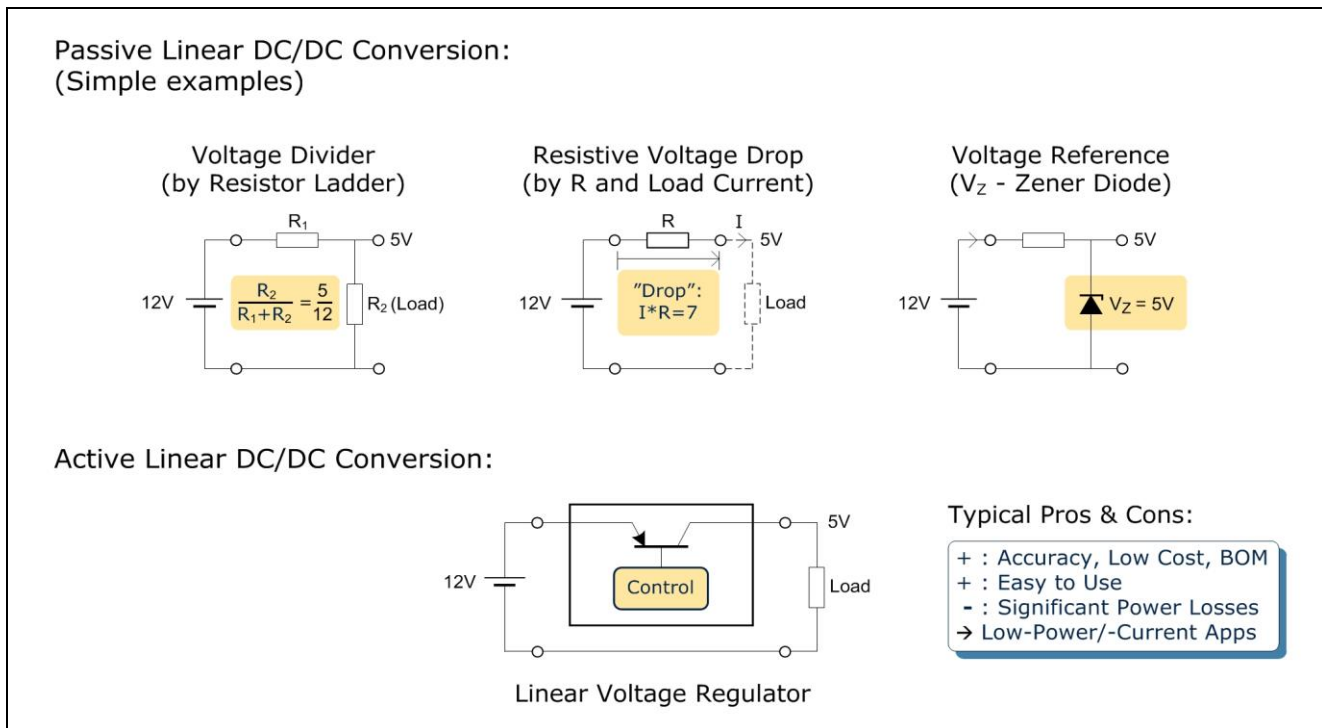 Passive Linear DC/DC Conversion:
(Simple examples)
Voltage Divider
(by Resistor Ladder)
R₁
5V
12V
R₂
R₁+R₂
=
5
12
R₂ (Load)
Resistive Voltage Drop
(by R and Load Current)
R
I
5V
12V
"Drop":
I*R=7
Load
Voltage Reference
(V_Z - Zener Diode)
5V
12V
V_Z = 5V
Active Linear DC/DC Conversion:
5V
12V
Control
Load
Linear Voltage Regulator
Typical Pros & Cons:
+ : Accuracy, Low Cost, BOM
+ : Easy to Use
- : Significant Power Losses
→ Low-Power/-Current Apps